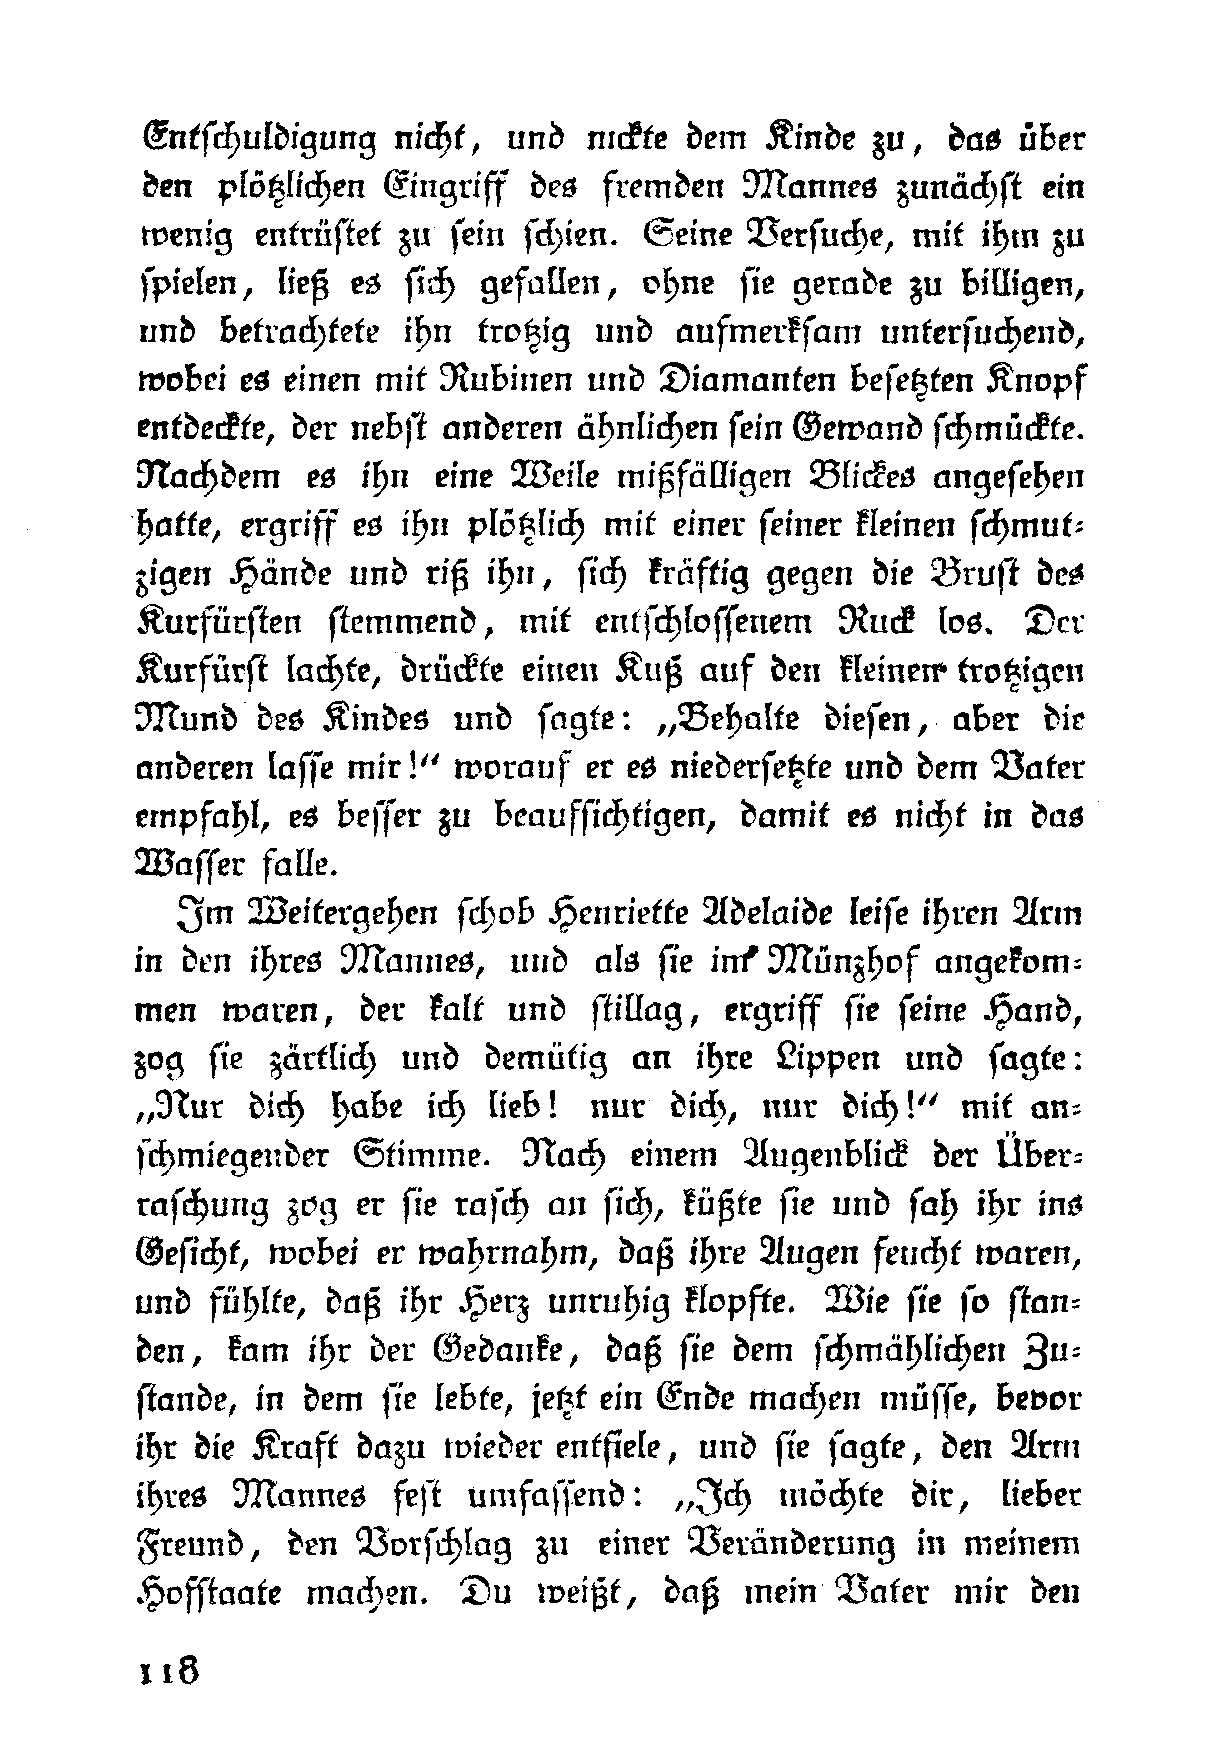 Entschuldigung nicht, und nickte dem Kinde zu, das über
den plötzlichen Eingriff des fremden Mannes zunächst ein
wenig entrüstet zu sein schien. Seine Versuche, mit ihm zu
spielen, ließ es sich gefallen, ohne sie gerade zu billigen,
und betrachtete ihn trotzig und aufmerksam untersuchend,
wobei es einen mit Rubinen und Diamanten besetzten Knopf
entdeckte, der nebst anderen ähnlichen sein Gewand schmückte.
Nachdem es ihn eine Weile mißfälligen Blickes angesehen
hatte, ergriff es ihn plötzlich mit einer seiner kleinen schmut-
zigen Hände und riß ihn, sich kräftig gegen die Brust des
Kurfürsten stemmend, mit entschlossenem Ruck los. Der
Kurfürst lachte, drückte einen Kuß auf den kleinen trotzigen
Mund des Kindes und sagte: „Behalte diesen, aber die
anderen lasse mir!“ worauf er es niedersetzte und dem Vater
empfahl, es besser zu beaufsichtigen, damit es nicht in das
Wasser falle.
Im Weitergehen schob Henriette Adelaide leise ihren Arm
in den ihres Mannes, und als sie im Münzhof angekom-
men waren, der kalt und stillag, ergriff sie seine Hand,
zog sie zärtlich und demütig an ihre Lippen und sagte:
„Nur dich habe ich lieb! nur dich, nur dich!“ mit an-
schmiegender Stimme. Nach einem Augenblick der Über-
raschung zog er sie rasch an sich, küßte sie und sah ihr ins
Gesicht, wobei er wahrnahm, daß ihre Augen feucht waren,
und fühlte, daß ihr Herz unruhig klopfte. Wie sie so stan-
den, kam ihr der Gedanke, daß sie dem schmählichen Zu-
stande, in dem sie lebte, jetzt ein Ende machen müsse, bevor
ihr die Kraft dazu wieder entfiele, und sie sagte, den Arm
ihres Mannes fest umfassend: „Ich möchte dir, lieber
Freund, den Vorschlag zu einer Veränderung in meinem
Hofstaate machen. Du weißt, daß mein Vater mir den
118